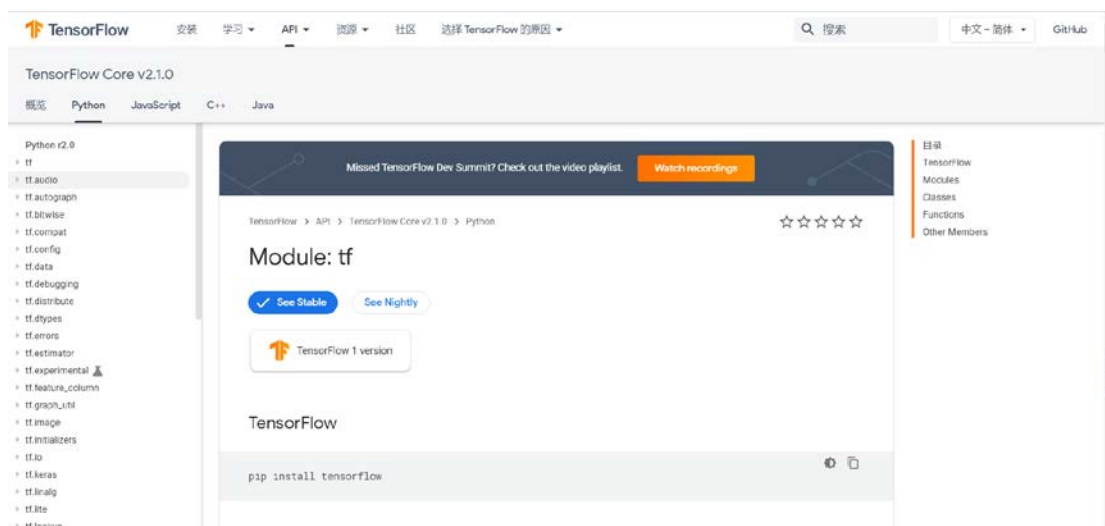 TensorFlow 安装 学习 API 资源 社区 选择 TensorFlow 的原因 搜索 中文 – 简体 GitHub
TensorFlow Core v2.1.0
概览 Python JavaScript C++ Java
Python r2.0
tf
tf.audio
tf.autograph
tf.bitwise
tf.compat
tf.config
tf.data
tf.debugging
tf.distribute
tf.dtypes
tf.errors
tf.estimator
tf.experimental
tf.feature_column
tf.graph_util
tf.image
tf.initializers
tf.io
tf.keras
tf.linalg
tf.lite
tf.lookup
Missed TensorFlow Dev Summit? Check out the video playlist. Watch recordings
TensorFlow > API > TensorFlow Core v2.1.0 > Python
Module: tf
See Stable See Nightly
TensorFlow 1 version
TensorFlow
pip install tensorflow
目录
TensorFlow
Modules
Classes
Functions
Other Members